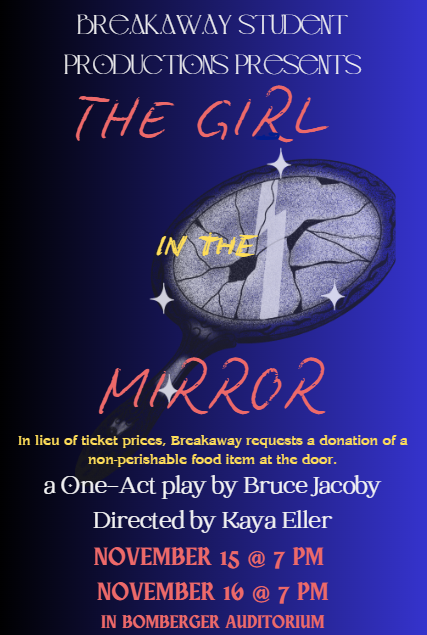 BREAKAWAY STUDENT
PRODUCTIONS PRESENTS
THE GIRL
IN THE
MIRROR
In lieu of ticket prices, Breakaway requests a donation of a
non-perishable food item at the door.
a One-Act play by Bruce Jacoby
Directed by Kaya Eller
NOVEMBER 15 @ 7 PM
NOVEMBER 16 @ 7 PM
IN BOMBERGER AUDITORIUM